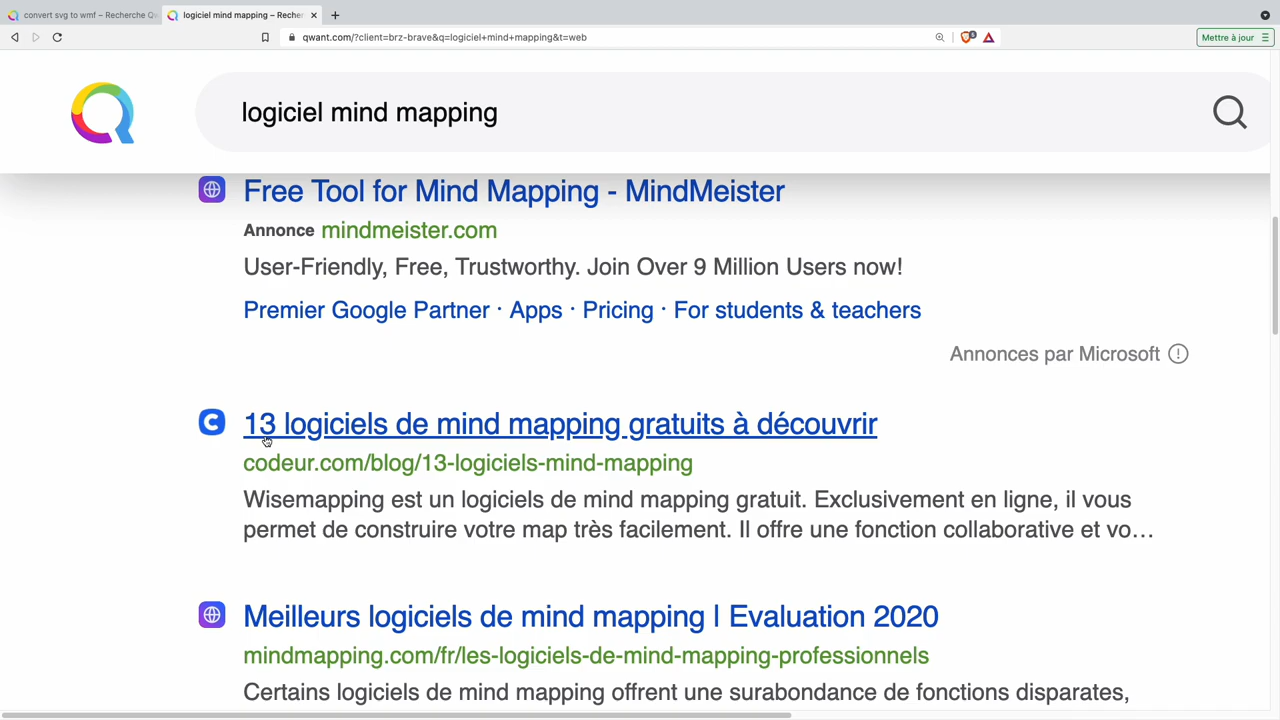 convert svg to wmf – Recherche Q
logiciel mind mapping – Recher
qwant.com/?client=brz-brave&q=logiciel+mind+mapping&t=web
Mettre à jour
logiciel mind mapping
Free Tool for Mind Mapping - MindMeister
Annonce mindmeister.com
User-Friendly, Free, Trustworthy. Join Over 9 Million Users now!
Premier Google Partner · Apps · Pricing · For students & teachers
Annonces par Microsoft
13 logiciels de mind mapping gratuits à découvrir
codeur.com/blog/13-logiciels-mind-mapping
Wisemapping est un logiciels de mind mapping gratuit. Exclusivement en ligne, il vous
permet de construire votre map très facilement. Il offre une fonction collaborative et vo…
Meilleurs logiciels de mind mapping | Evaluation 2020
mindmapping.com/fr/les-logiciels-de-mind-mapping-professionnels
Certains logiciels de mind mapping offrent une surabondance de fonctions disparates,